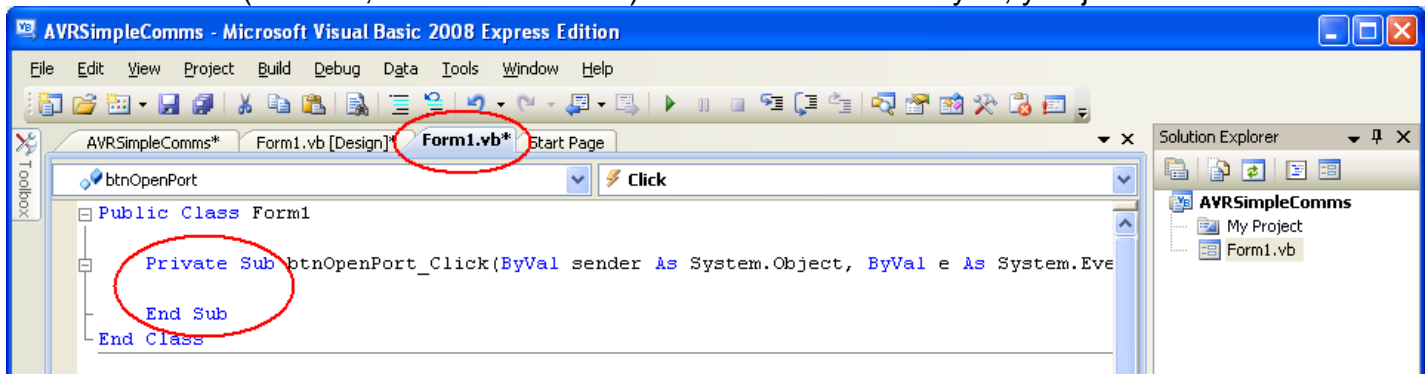 AVRSimpleComms - Microsoft Visual Basic 2008 Express Edition
File Edit View Project Build Debug Data Tools Window Help
Toolbox
AVRSimpleComms* Form1.vb [Design]* Form1.vb* Start Page
btnOpenPort Click
Public Class Form1
Private Sub btnOpenPort_Click(ByVal sender As System.Object, ByVal e As System.Eve
End Sub
End Class
Solution Explorer
AVRSimpleComms
My Project
Form1.vb